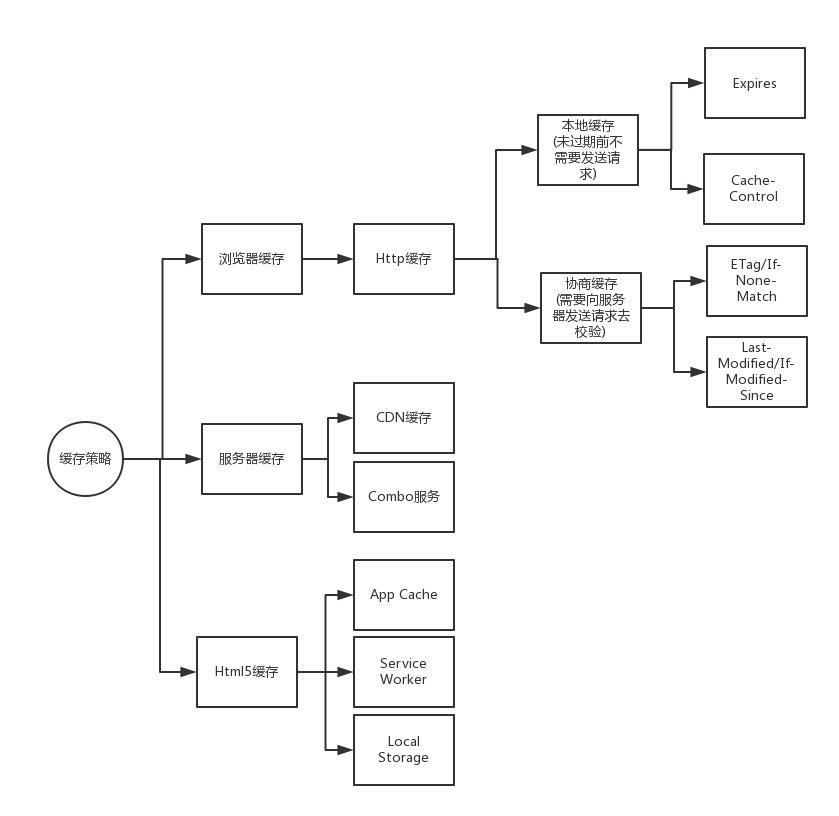 缓存策略
浏览器缓存
Http缓存
本地缓存
(未过期前不
需要发送请
求)
Expires
Cache-
Control
协商缓存
(需要向服务
器发送请求去
校验)
ETag/If-
None-
Match
Last-
Modified/If-
Modified-
Since
服务器缓存
CDN缓存
Combo服务
Html5缓存
App Cache
Service
Worker
Local
Storage